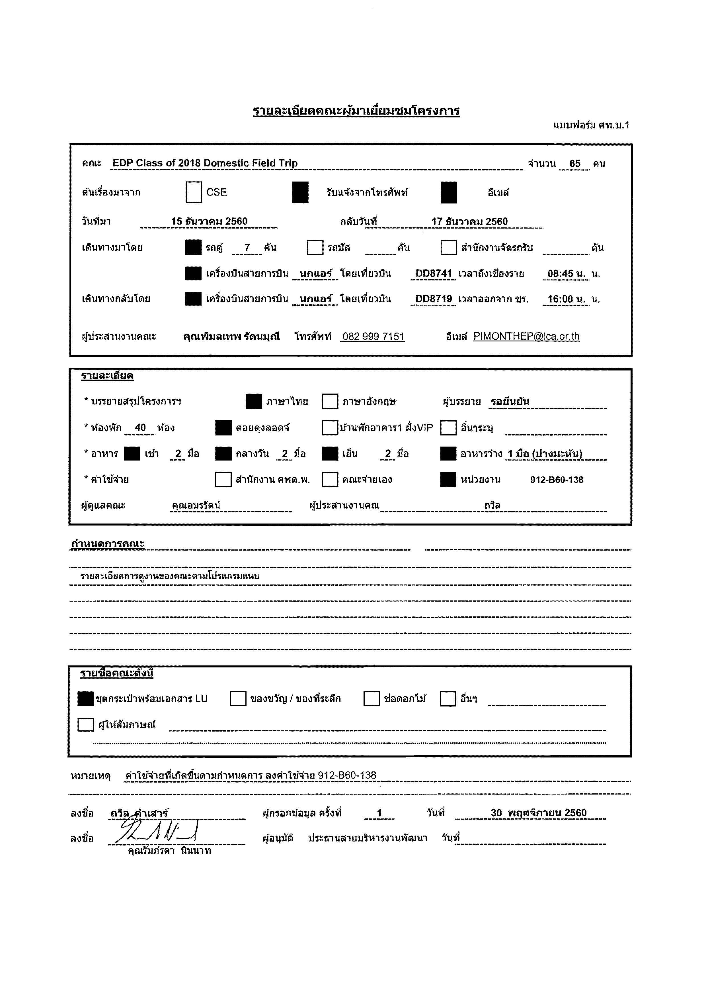 รายละเอียดคณะผู้มาเยี่ยมชมโครงการ
แบบฟอร์ม ศท.บ.1
คณะ EDP Class of 2018 Domestic Field Trip จำนวน 65 คน
ต้นเรื่องมาจาก CSE รับแจ้งจากโทรศัพท์ อีเมล์
วันที่มา 15 ธันวาคม 2560 กลับวันที่ 17 ธันวาคม 2560
เดินทางมาโดย รถตู้ 7 คัน รถบัส คัน สำนักงานจัดรถรับ คัน
เครื่องบินสายการบิน นกแอร์ โดยเที่ยวบิน DD8741 เวลาถึงเชียงราย 08:45 น. น.
เดินทางกลับโดย เครื่องบินสายการบิน นกแอร์ โดยเที่ยวบิน DD8719 เวลาออกจาก ชร. 16:00 น. น.
ผู้ประสานงานคณะ คุณพิมลเทพ รัตนมุณี โทรศัพท์ 082 999 7151 อีเมล์ PIMONTHEP@lca.or.th
รายละเอียด
* บรรยายสรุปโครงการฯ ภาษาไทย ภาษาอังกฤษ ผู้บรรยาย รอยืนยัน
* ห้องพัก 40 ห้อง ดอยตุงลอดจ์ บ้านพักอาคาร1 ฝั่งVIP อื่นๆระบุ
* อาหาร เช้า 2 มื้อ กลางวัน 2 มื้อ เย็น 2 มื้อ อาหารว่าง 1 มื้อ (ปางมะหัน)
* ค่าใช้จ่าย สำนักงาน คพต.พ. คณะจ่ายเอง หน่วยงาน 912-B60-138
ผู้ดูแลคณะ คุณอมรรัตน์ ผู้ประสานงานคณ ถวิล
กำหนดการคณะ
รายละเอียดการดูงานของคณะตามโปรแกรมแนบ
รายชื่อคณะดังนี้
ชุดกระเป๋าพร้อมเอกสาร LU ของขวัญ / ของที่ระลึก ช่อดอกไม้ อื่นๆ
ผู้ให้สัมภาษณ์
หมายเหตุ ค่าใช้จ่ายที่เกิดขึ้นตามกำหนดการ ลงค่าใช้จ่าย 912-B60-138
ลงชื่อ ถวิล คำเสาร์ ผู้กรอกข้อมูล ครั้งที่ 1 วันที่ 30 พฤศจิกายน 2560
ลงชื่อ ผู้อนุมัติ ประธานสายบริหารงานพัฒนา วันที่
คุณรัมภ์รดา นินนาท